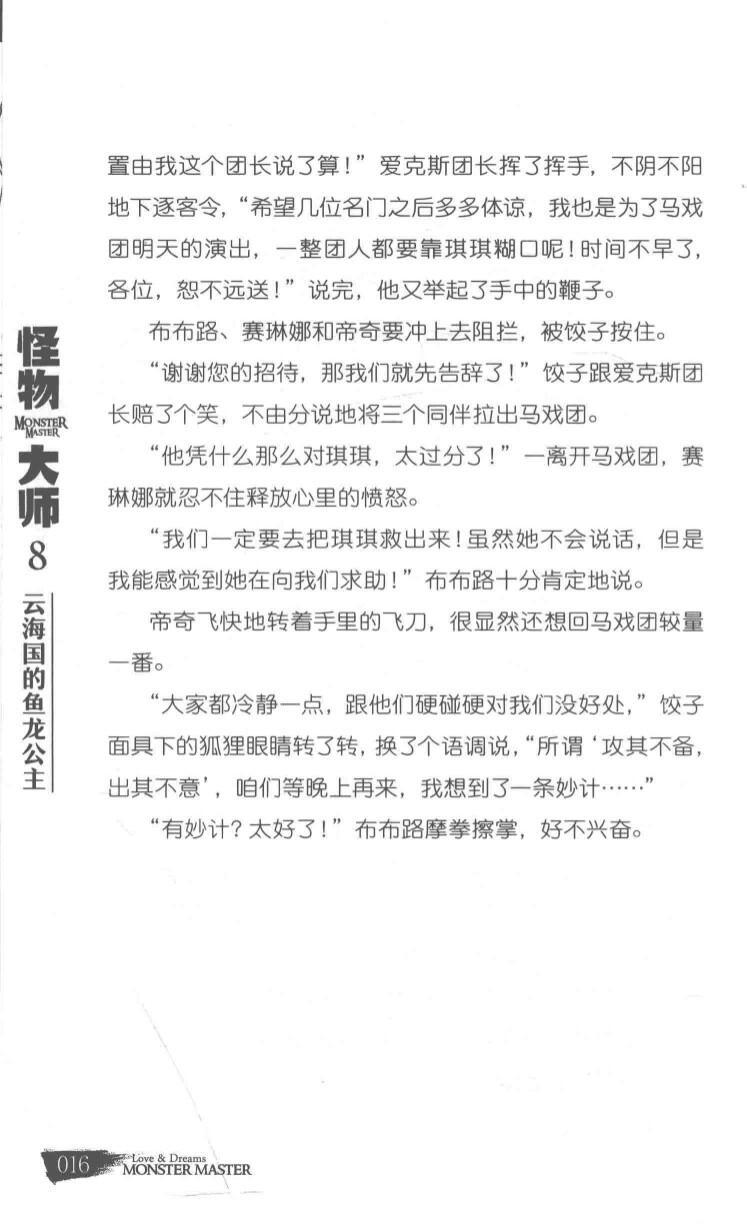 置由我这个团长说了算！”爱克斯团长挥了挥手，不阴不阳
地下逐客令，“希望几位名门之后多多体谅，我也是为了马戏
团明天的演出，一整团人都要靠琪琪糊口呢！时间不早了，
各位，恕不远送！”说完，他又举起了手中的鞭子。
布布路、赛琳娜和帝奇要冲上去阻拦，被饺子按住。
“谢谢您的招待，那我们就先告辞了！”饺子跟爱克斯团
长赔了个笑，不由分说地将三个同伴拉出马戏团。
“他凭什么那么对琪琪，太过分了！”一离开马戏团，赛
琳娜就忍不住释放心里的愤怒。
“我们一定要去把琪琪救出来！虽然她不会说话，但是
我能感觉到她在向我们求助！”布布路十分肯定地说。
帝奇飞快地转着手里的飞刀，很显然还想回马戏团较量
一番。
“大家都冷静一点，跟他们硬碰硬对我们没好处，”饺子
面具下的狐狸眼睛转了转，换了个语调说，“所谓‘攻其不备，
出其不意’，咱们等晚上再来，我想到了一条妙计……”
“有妙计？太好了！”布布路摩拳擦掌，好不兴奋。
怪物
MONSTER
MASTER
大师
8
云海国的鱼龙公主
016
Love & Dreams
MONSTER MASTER